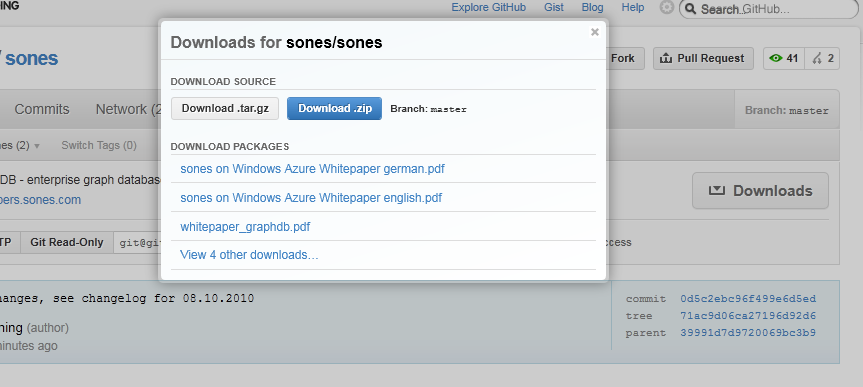 ING
Explore GitHub Gist Blog Help Search GitHub...
/ sones
Fork Pull Request 41 2
Commits Network (2 Branch: master
es (2) Switch Tags (0)
DB - enterprise graph database
pers.sones.com
Downloads
TP Git Read-Only git@gi ccess
Downloads for sones/sones
DOWNLOAD SOURCE
Download .tar.gz Download .zip Branch: master
DOWNLOAD PACKAGES
sones on Windows Azure Whitepaper german.pdf
sones on Windows Azure Whitepaper english.pdf
whitepaper_graphdb.pdf
View 4 other downloads...
anges, see changelog for 08.10.2010
ning (author)
minutes ago
commit 0d5c2ebc96f499e6d5ed
tree 71ac9d06ca27196d92d6
parent 39991d7d9720069bc3b9